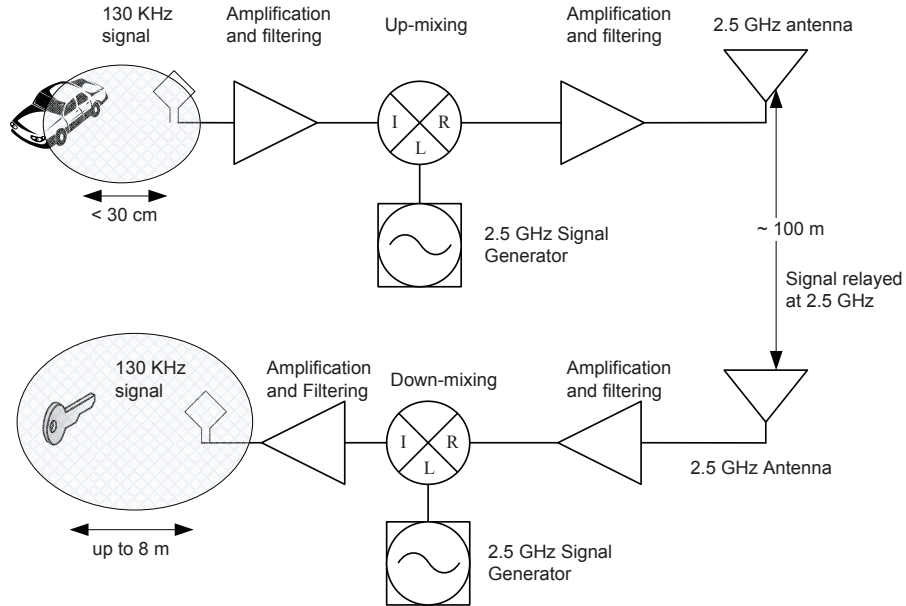 130 KHz
signal
Amplification
and filtering
Up-mixing
Amplification
and filtering
2.5 GHz antenna
I
R
L
< 30 cm
2.5 GHz Signal
Generator
~ 100 m
Signal relayed
at 2.5 GHz
130 KHz
signal
Amplification
and Filtering
Down-mixing
Amplification
and filtering
I
R
L
2.5 GHz Antenna
up to 8 m
2.5 GHz Signal
Generator